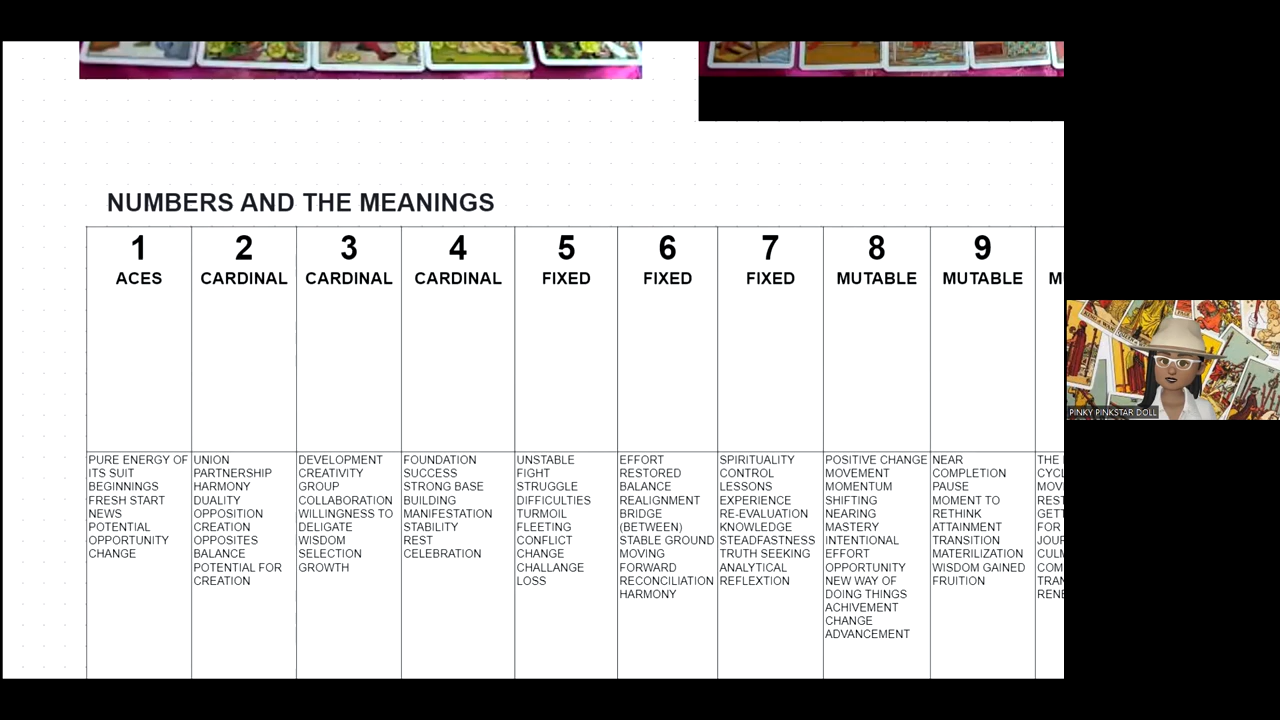 NUMBERS AND THE MEANINGS
1
ACES
PURE ENERGY OF
ITS SUIT
BEGINNINGS
FRESH START
NEWS
POTENTIAL
OPPORTUNITY
CHANGE
2
CARDINAL
UNION
PARTNERSHIP
HARMONY
DUALITY
OPPOSITION
CREATION
OPPOSITES
BALANCE
POTENTIAL FOR
CREATION
3
CARDINAL
DEVELOPMENT
CREATIVITY
GROUP
COLLABORATION
WILLINGNESS TO
DELIGATE
WISDOM
SELECTION
GROWTH
4
CARDINAL
FOUNDATION
SUCCESS
STRONG BASE
BUILDING
MANIFESTATION
STABILITY
REST
CELEBRATION
5
FIXED
UNSTABLE
FIGHT
STRUGGLE
DIFFICULTIES
TURMOIL
FLEETING
CONFLICT
CHANGE
CHALLANGE
LOSS
6
FIXED
EFFORT
RESTORED
BALANCE
REALIGNMENT
BRIDGE
(BETWEEN)
STABLE GROUND
MOVING
FORWARD
RECONCILIATION
HARMONY
7
FIXED
SPIRITUALITY
CONTROL
LESSONS
EXPERIENCE
RE-EVALUATION
KNOWLEDGE
STEADFASTNESS
TRUTH SEEKING
ANALYTICAL
REFLEXTION
8
MUTABLE
POSITIVE CHANGE
MOVEMENT
MOMENTUM
SHIFTING
NEARING
MASTERY
INTENTIONAL
EFFORT
OPPORTUNITY
NEW WAY OF
DOING THINGS
ACHIVEMENT
CHANGE
ADVANCEMENT
9
MUTABLE
NEAR
COMPLETION
PAUSE
MOMENT TO
RETHINK
ATTAINMENT
TRANSITION
MATERILIZATION
WISDOM GAINED
FRUITION
THE
FOR
PINKY PINKSTAR DOLL